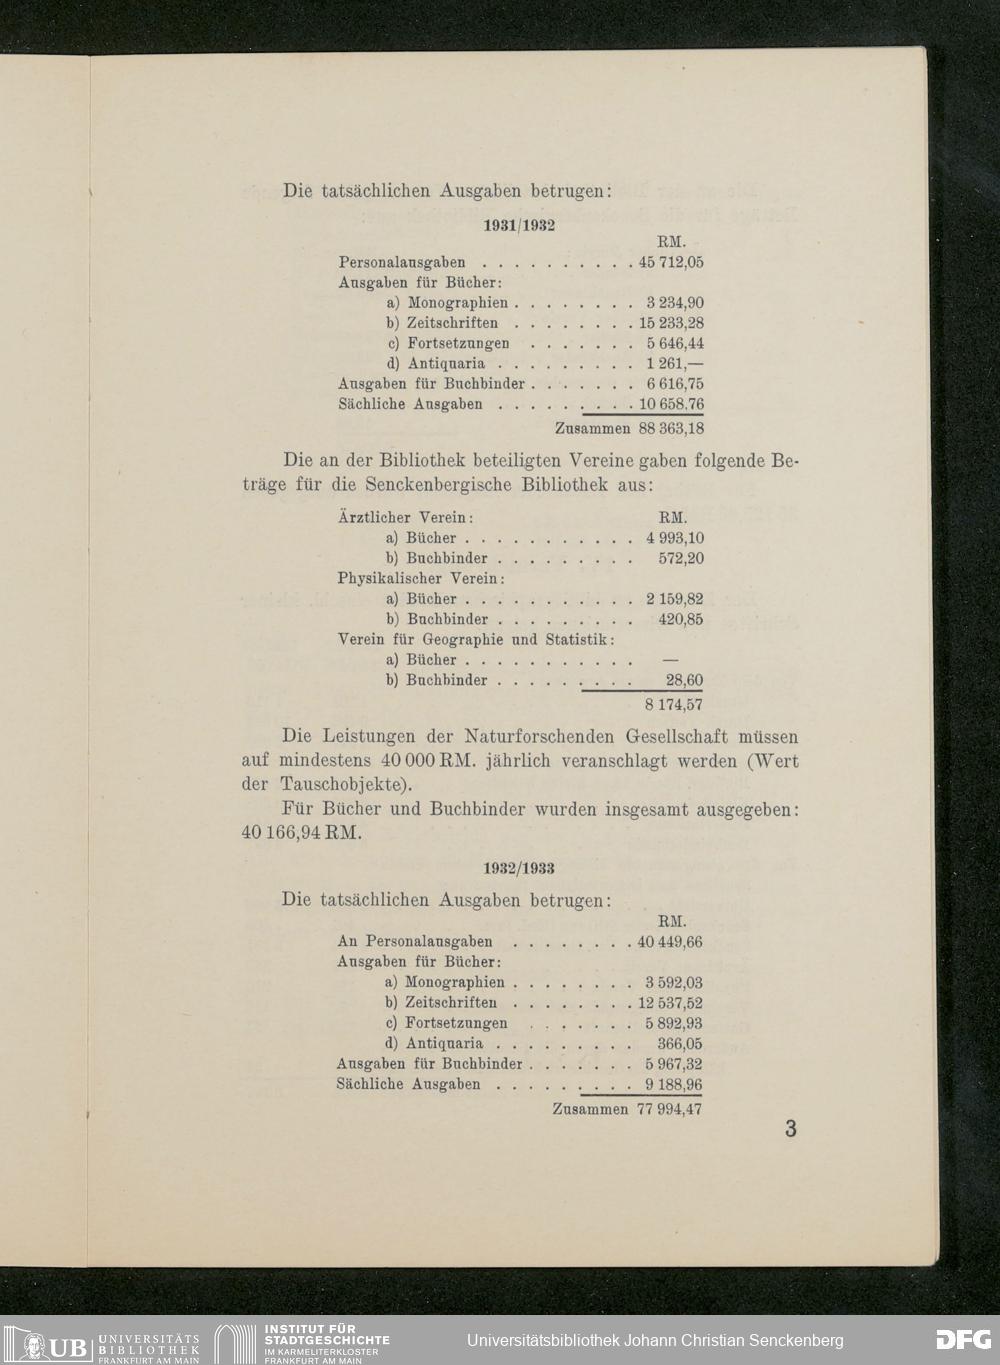 Die tatsächlichen Ausgaben betrugen:
1931/1932
RM.
Personalausgaben . . . . . . . . . . 45 712,05
Ausgaben für Bücher:
a) Monographien . . . . . . . . 3 234,90
b) Zeitschriften . . . . . . . . 15 233,28
c) Fortsetzungen . . . . . . . 5 646,44
d) Antiquaria . . . . . . . . . 1 261,—
Ausgaben für Buchbinder . . . . . . . 6 616,75
Sächliche Ausgaben . . . . . . . . . 10 658,76
Zusammen 88 363,18
Die an der Bibliothek beteiligten Vereine gaben folgende Be-
träge für die Senckenbergische Bibliothek aus:
Ärztlicher Verein: RM.
a) Bücher . . . . . . . . . . . 4 993,10
b) Buchbinder . . . . . . . . . 572,20
Physikalischer Verein:
a) Bücher . . . . . . . . . . . 2 159,82
b) Buchbinder . . . . . . . . . 420,85
Verein für Geographie und Statistik:
a) Bücher . . . . . . . . . . . —
b) Buchbinder . . . . . . . . . 28,60
8 174,57
Die Leistungen der Naturforschenden Gesellschaft müssen
auf mindestens 40 000 RM. jährlich veranschlagt werden (Wert
der Tauschobjekte).
Für Bücher und Buchbinder wurden insgesamt ausgegeben:
40 166,94 RM.
1932/1933
Die tatsächlichen Ausgaben betrugen:
RM.
An Personalausgaben . . . . . . . . 40 449,66
Ausgaben für Bücher:
a) Monographien . . . . . . . . 3 592,03
b) Zeitschriften . . . . . . . . 12 537,52
c) Fortsetzungen . . . . . . . 5 892,93
d) Antiquaria . . . . . . . . . 366,05
Ausgaben für Buchbinder . . . . . . . 5 967,32
Sächliche Ausgaben . . . . . . . . . 9 188,96
Zusammen 77 994,47
3
UB UNIVERSITÄTS
BIBLIOTHEK
FRANKFURT AM MAIN
INSTITUT FÜR
STADTGESCHICHTE
IM KARMELITERKLOSTER
FRANKFURT AM MAIN
Universitätsbibliothek Johann Christian Senckenberg
DFG